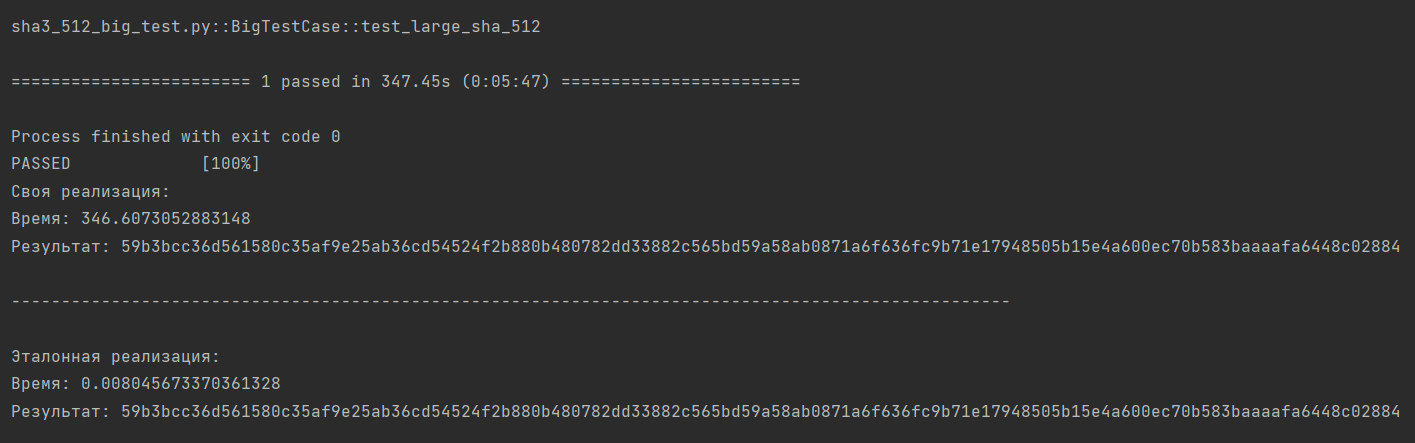 sha3_512_big_test.py::BigTestCase::test_large_sha_512
======================== 1 passed in 347.45s (0:05:47) ========================
Process finished with exit code 0
PASSED             [100%]
Своя реализация:
Время: 346.6073052883148
Результат: 59b3bcc36d561580c35af9e25ab36cd54524f2b880b480782dd33882c565bd59a58ab0871a6f636fc9b71e17948505b15e4a600ec70b583baaaafa6448c02884
----------------------------------------------------------------------------------------------------
Эталонная реализация:
Время: 0.008045673370361328
Результат: 59b3bcc36d561580c35af9e25ab36cd54524f2b880b480782dd33882c565bd59a58ab0871a6f636fc9b71e17948505b15e4a600ec70b583baaaafa6448c02884